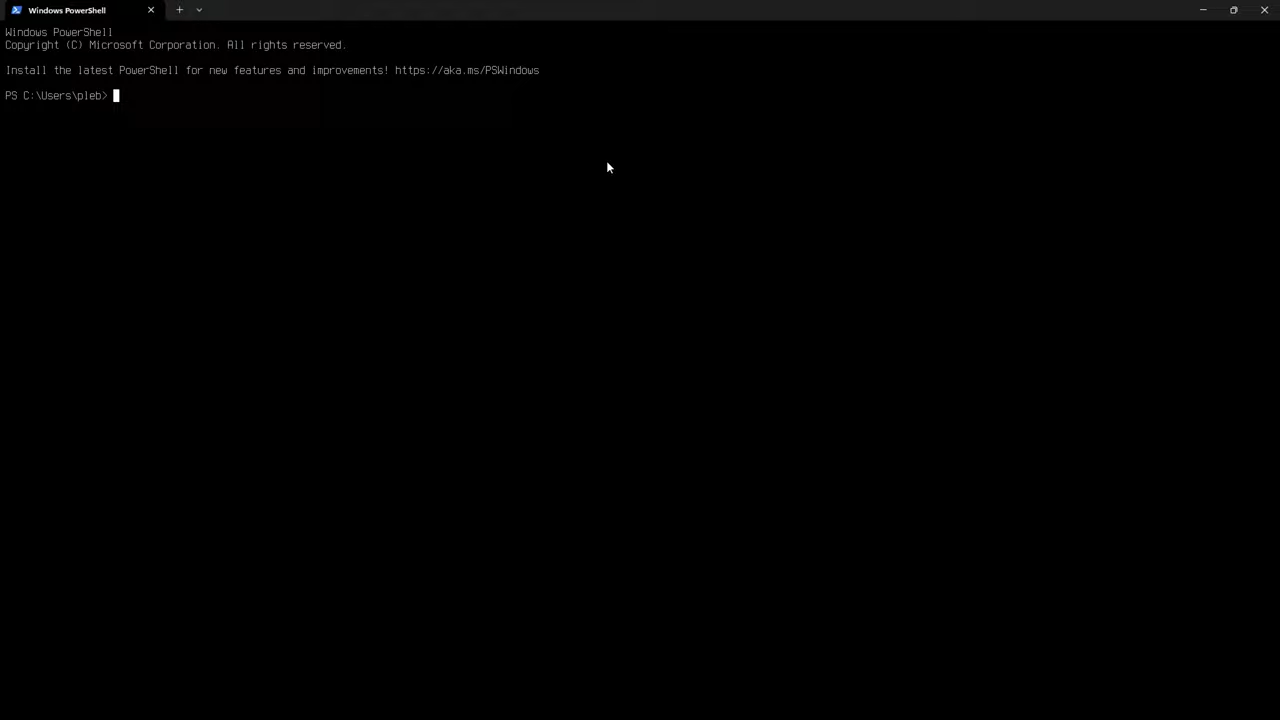 Windows PowerShell
Windows PowerShell
Copyright (C) Microsoft Corporation. All rights reserved.
Install the latest PowerShell for new features and improvements! https://aka.ms/PSWindows
PS C:\Users\pleb>